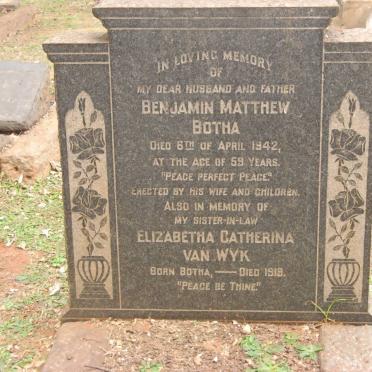 IN LOVING MEMORY
OF
MY DEAR HUSBAND AND FATHER
BENJAMIN MATTHEW
BOTHA
DIED 6TH OF APRIL 1942,
AT THE AGE OF 59 YEARS.
"PEACE PERFECT PEACE"
ERECTED BY HIS WIFE AND CHILDREN.
ALSO IN MEMORY OF
MY SISTER-IN-LAW
ELIZABETHA CATHERINA
VAN WYK
BORN BOTHA, — DIED 1918.
"PEACE BE THINE."